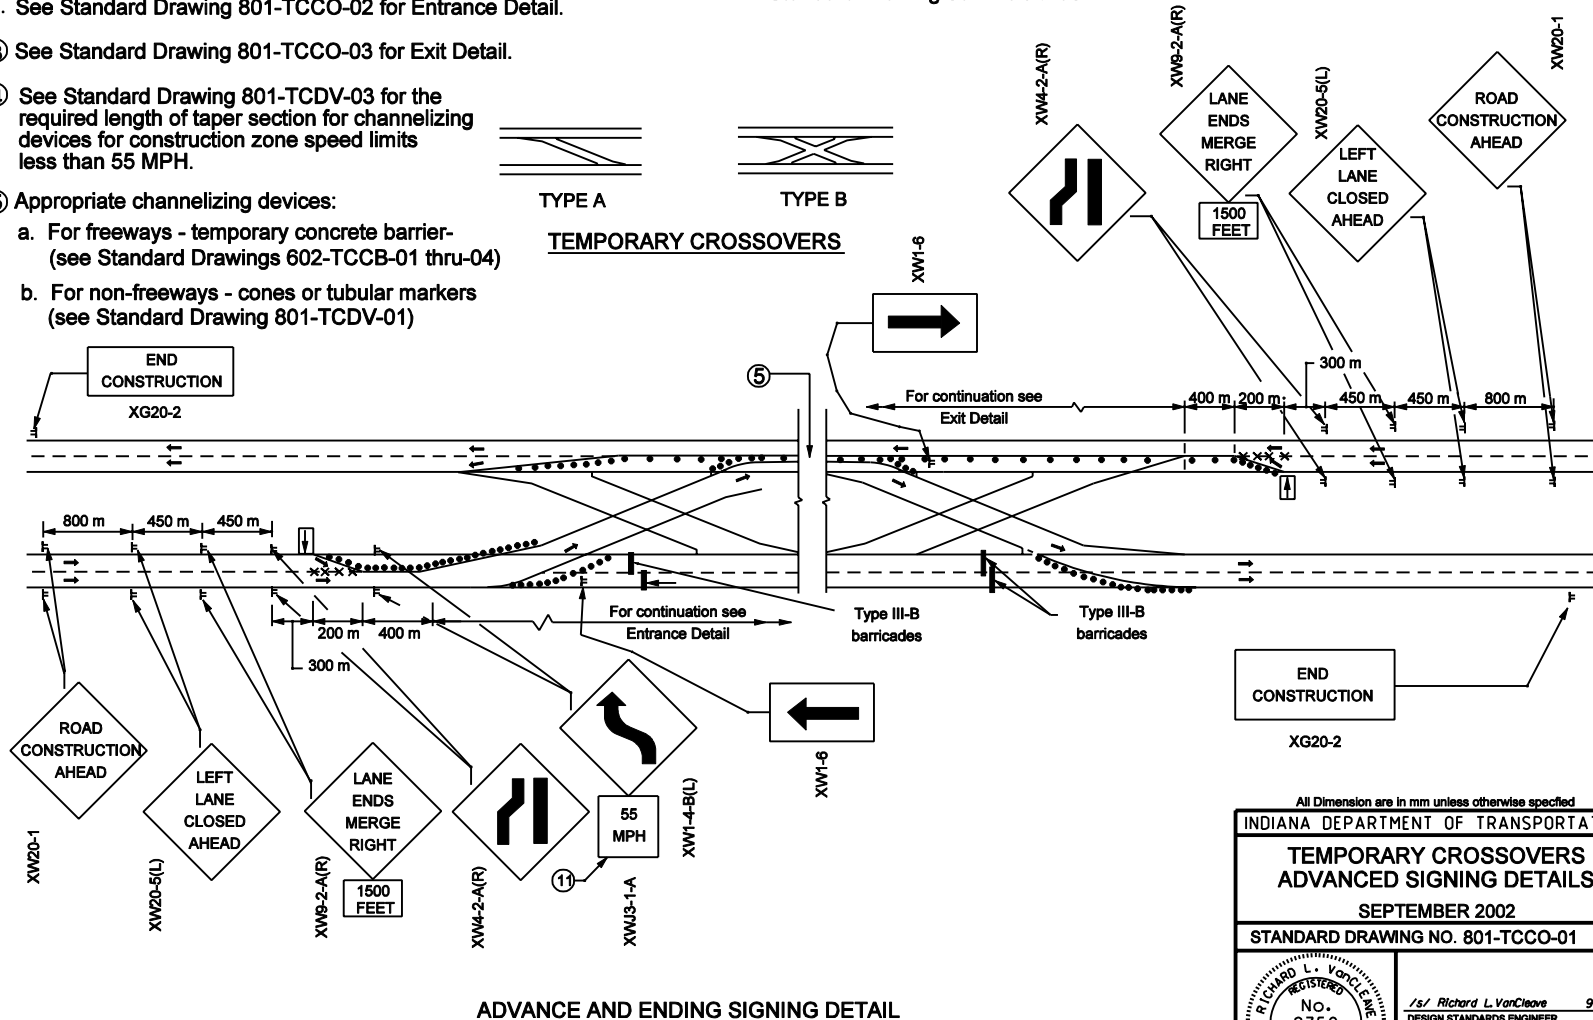 See Standard Drawing 801-TCCO-02 for Entrance Detail.
See Standard Drawing 801-TCCO-03 for Exit Detail.
See Standard Drawing 801-TCDV-03 for the
required length of taper section for channelizing
devices for construction zone speed limits
less than 55 MPH.
Appropriate channelizing devices:
a. For freeways - temporary concrete barrier-
(see Standard Drawings 602-TCCB-01 thru-04)
b. For non-freeways - cones or tubular markers
(see Standard Drawing 801-TCDV-01)
TYPE A
TYPE B
TEMPORARY CROSSOVERS
XW4-2-A(R)
XW9-2-A(R)
LANE
ENDS
MERGE
RIGHT
1500
FEET
XW20-5(L)
LEFT
LANE
CLOSED
AHEAD
XW20-1
ROAD
CONSTRUCTION
AHEAD
XW1-6
END
CONSTRUCTION
XG20-2
5
For continuation see
Exit Detail
400 m
200 m
300 m
450 m
450 m
800 m
800 m
450 m
450 m
200 m
400 m
300 m
For continuation see
Entrance Detail
Type III-B
barricades
Type III-B
barricades
END
CONSTRUCTION
XG20-2
ROAD
CONSTRUCTION
AHEAD
XW20-1
LEFT
LANE
CLOSED
AHEAD
XW20-5(L)
LANE
ENDS
MERGE
RIGHT
1500
FEET
XW9-2-A(R)
XW4-2-A(R)
55
MPH
11
XWJ3-1-A
XW1-4-B(L)
XW1-6
All Dimension are in mm unless otherwise specfied
INDIANA DEPARTMENT OF TRANSPORTAT
TEMPORARY CROSSOVERS
ADVANCED SIGNING DETAILS
SEPTEMBER 2002
STANDARD DRAWING NO. 801-TCCO-01
RICHARD L. VanCLEAVE
REGISTERED
No.
/s/ Richard L. VanCleave 9
DESIGN STANDARDS ENGINEER
ADVANCE AND ENDING SIGNING DETAIL